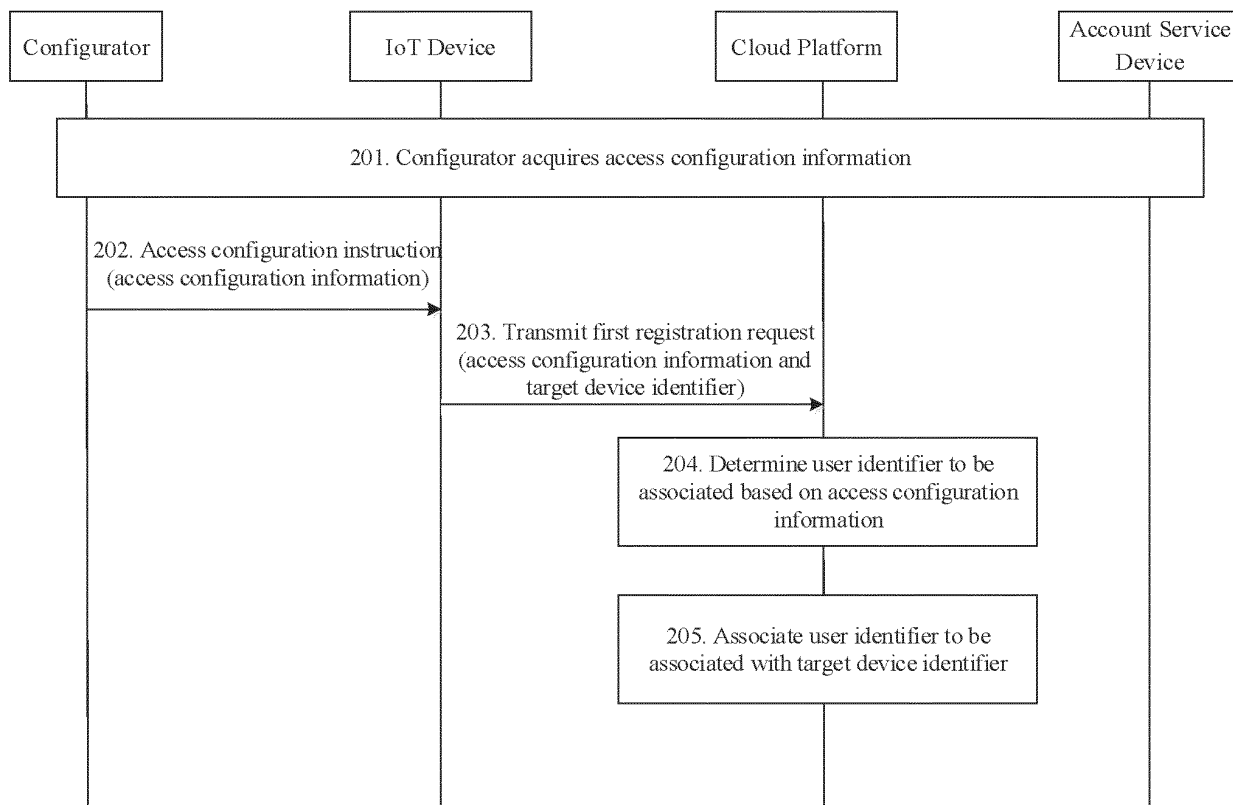 Configurator
IoT Device
Cloud Platform
Account Service
Device
201. Configurator acquires access configuration information
202. Access configuration instruction
(access configuration information)
203. Transmit first registration request
(access configuration information and
target device identifier)
204. Determine user identifier to be
associated based on access configuration
information
205. Associate user identifier to be
associated with target device identifier